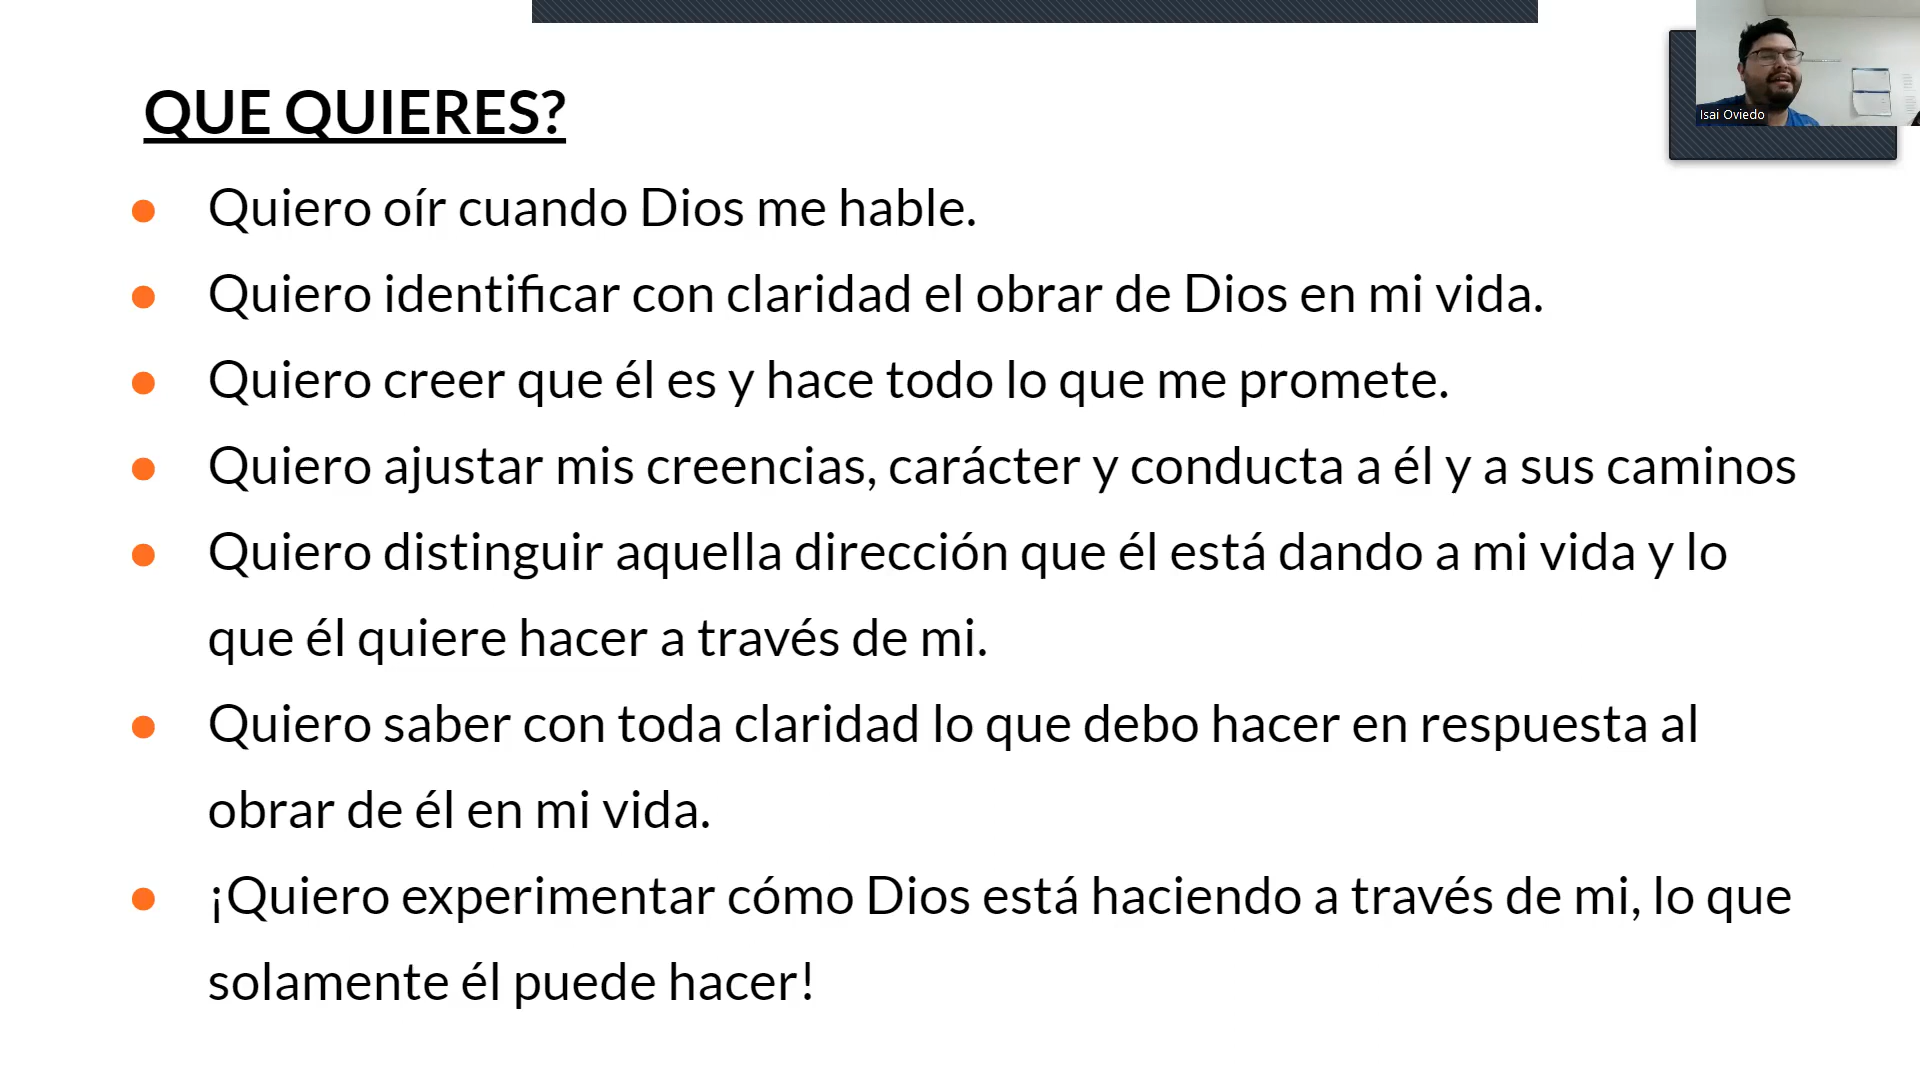 QUE QUIERES?
Isai Oviedo
● Quiero oír cuando Dios me hable.
● Quiero identificar con claridad el obrar de Dios en mi vida.
● Quiero creer que él es y hace todo lo que me promete.
● Quiero ajustar mis creencias, carácter y conducta a él y a sus caminos
● Quiero distinguir aquella dirección que él está dando a mi vida y lo
que él quiere hacer a través de mi.
● Quiero saber con toda claridad lo que debo hacer en respuesta al
obrar de él en mi vida.
● ¡Quiero experimentar cómo Dios está haciendo a través de mi, lo que
solamente él puede hacer!